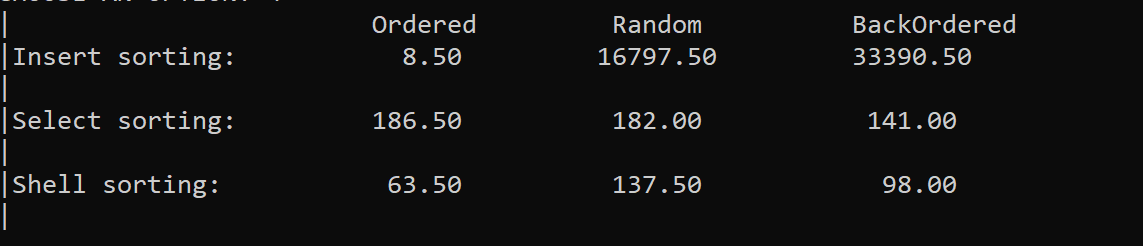 | Ordered Random BackOrdered
|Insert sorting: 8.50 16797.50 33390.50
|
|Select sorting: 186.50 182.00 141.00
|
|Shell sorting: 63.50 137.50 98.00
|